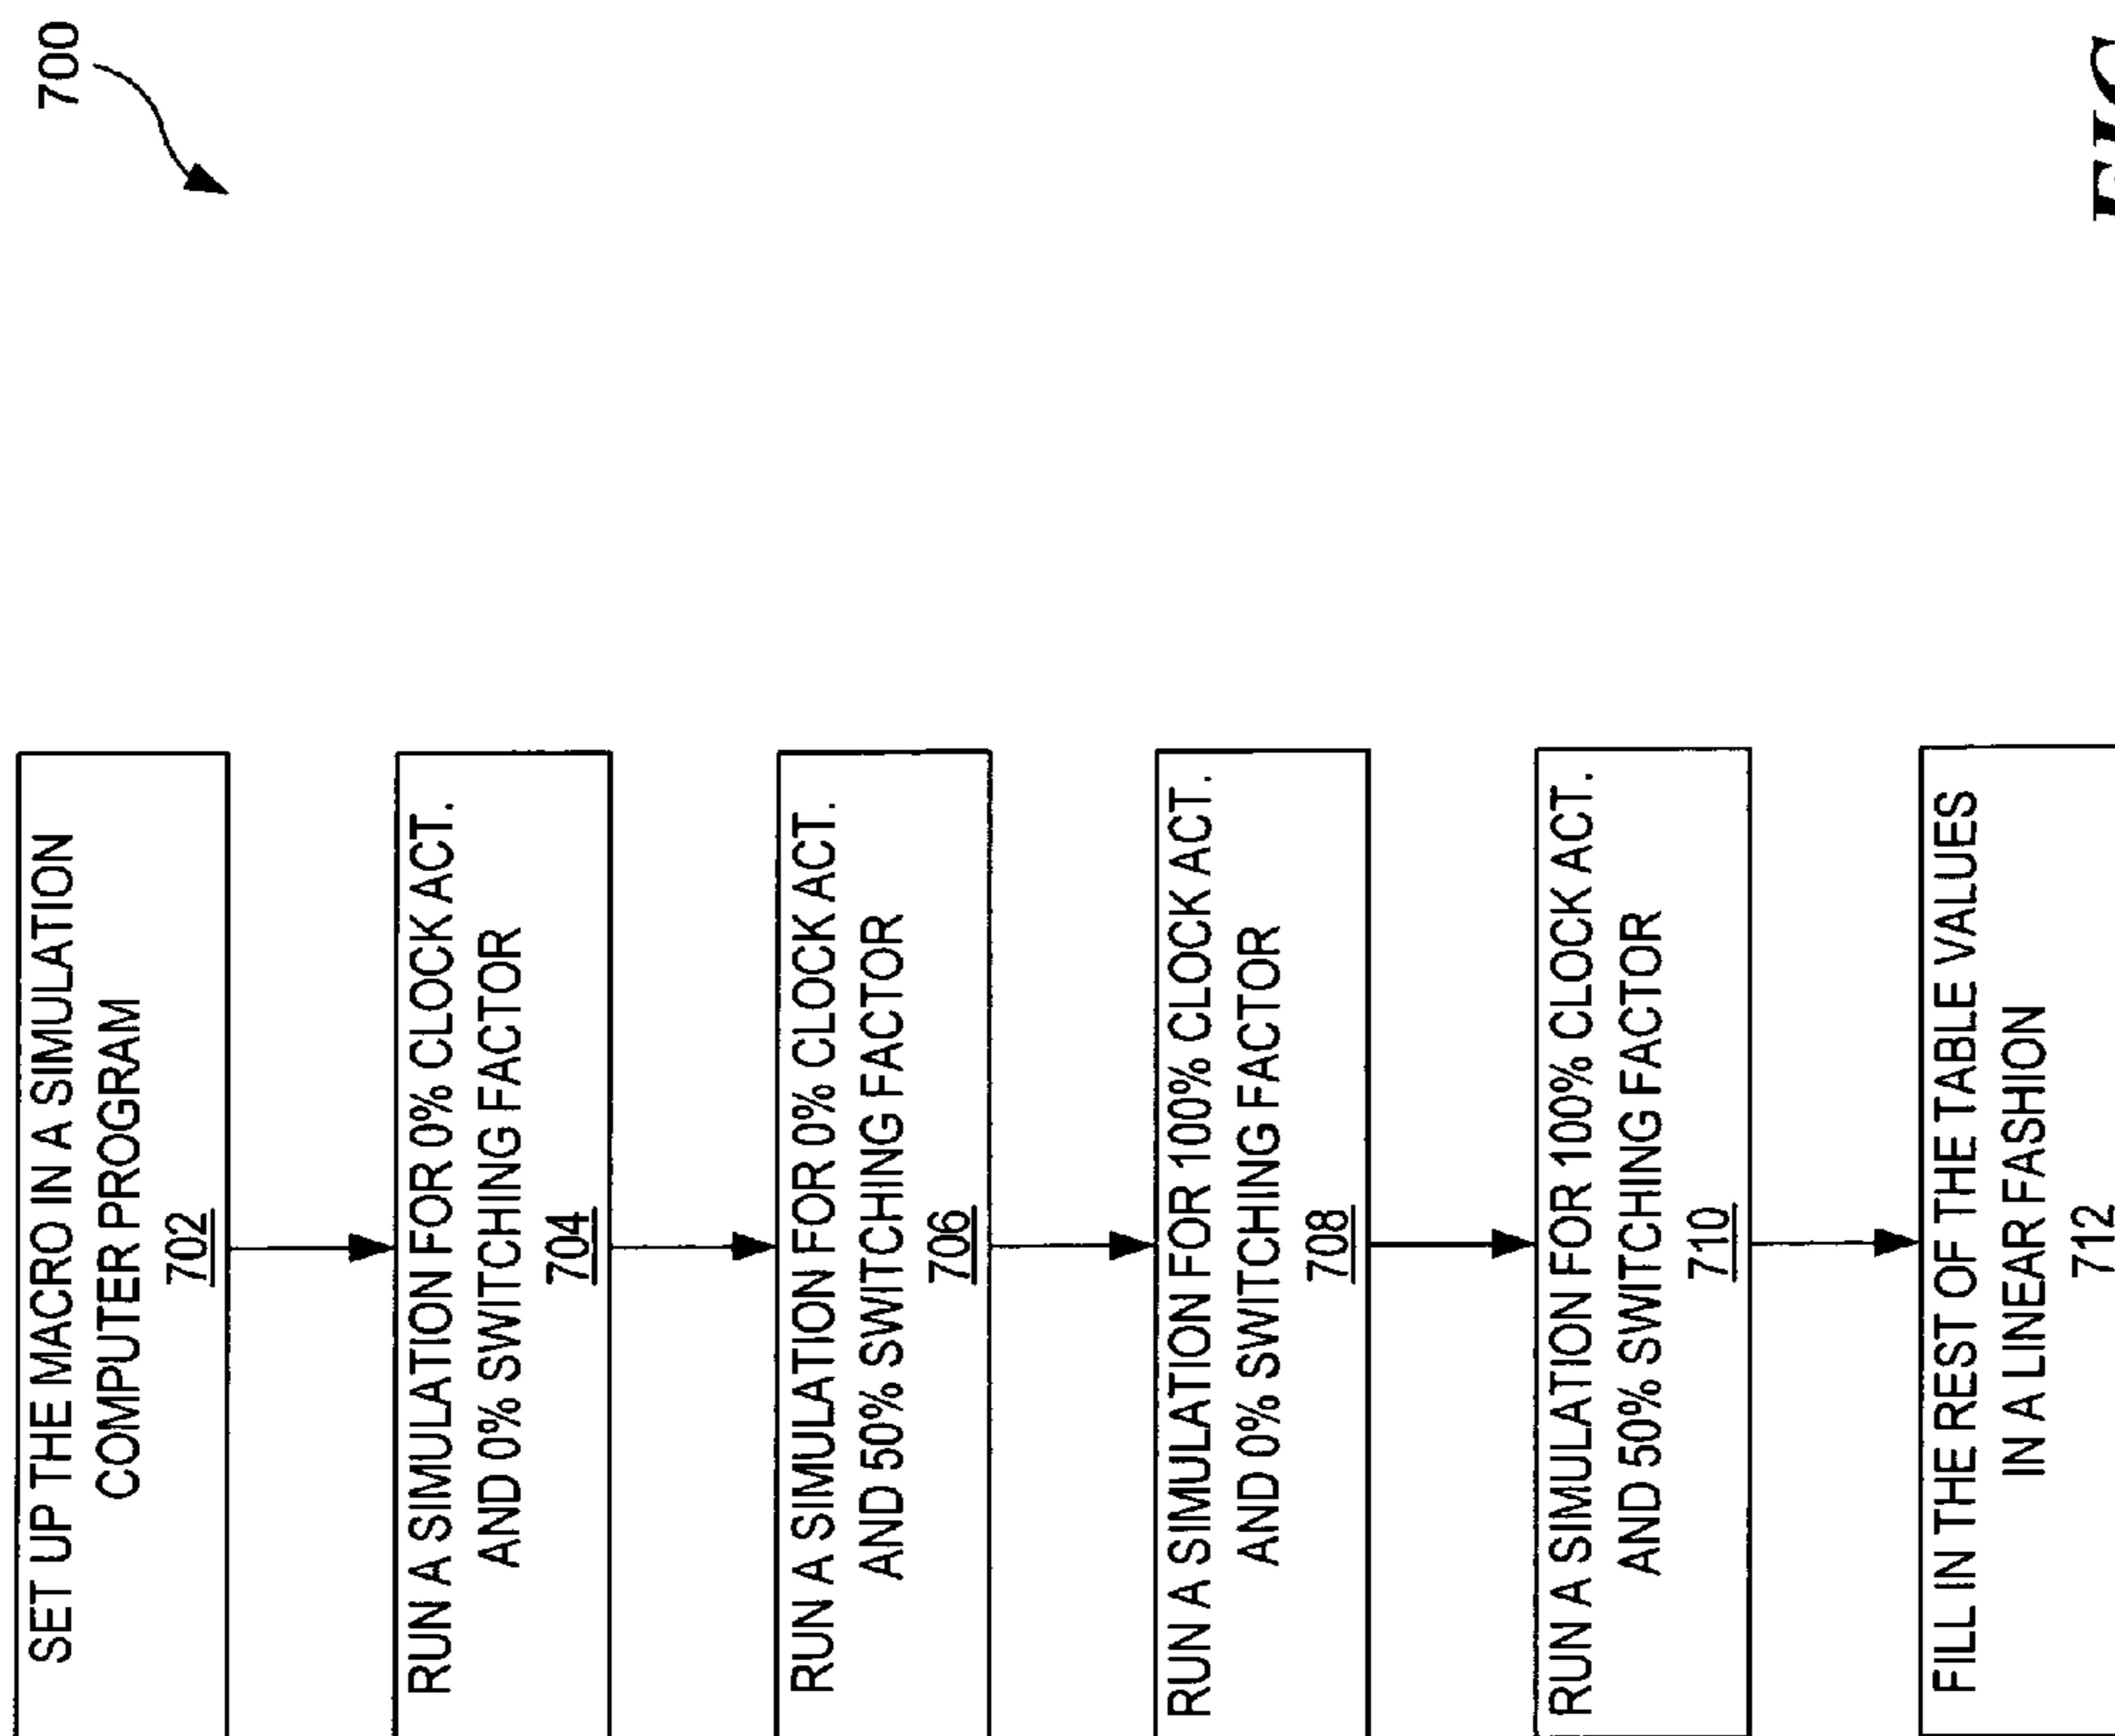 700
SET UP THE MACRO IN A SIMULATION
COMPUTER PROGRAM
702
RUN A SIMULATION FOR 0% CLOCK ACT.
AND 0% SWITCHING FACTOR
704
RUN A SIMULATION FOR 0% CLOCK ACT.
AND 50% SWITCHING FACTOR
706
RUN A SIMULATION FOR 100% CLOCK ACT.
AND 0% SWITCHING FACTOR
708
RUN A SIMULATION FOR 100% CLOCK ACT.
AND 50% SWITCHING FACTOR
710
FILL IN THE REST OF THE TABLE VALUES
IN A LINEAR FASHION
712